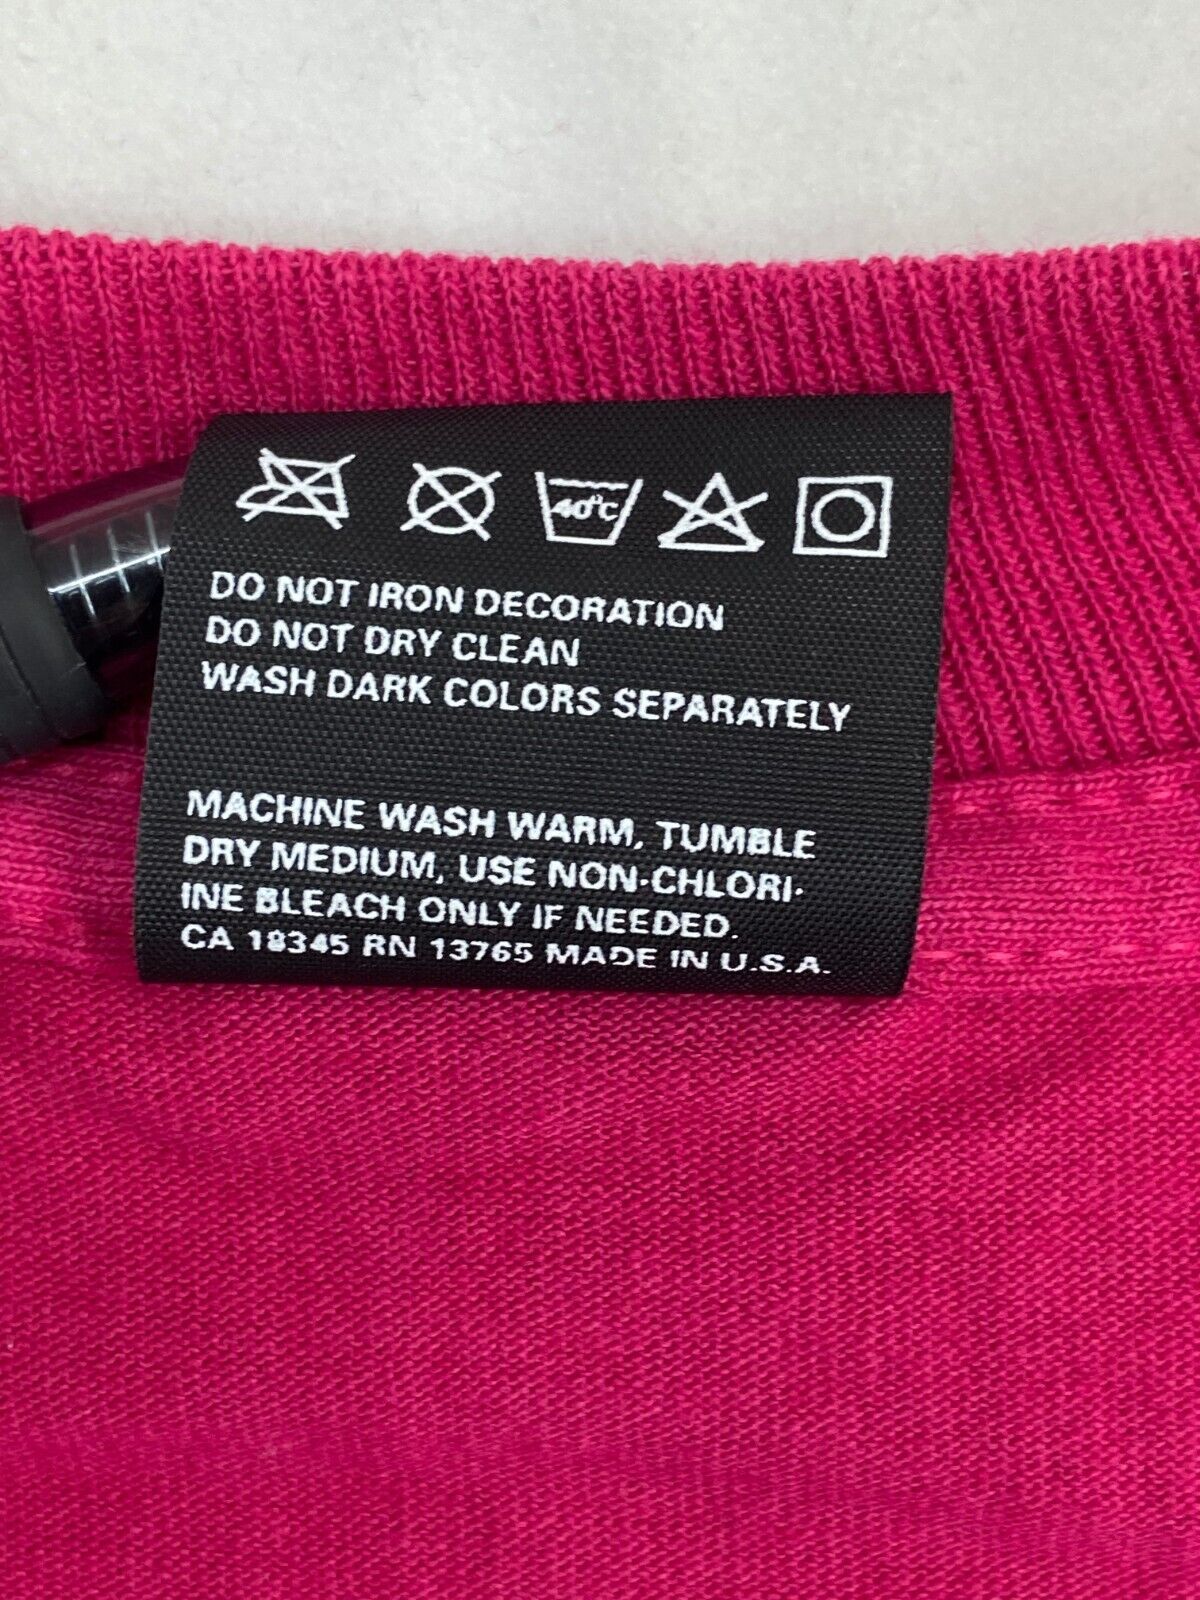 40°C
DO NOT IRON DECORATION
DO NOT DRY CLEAN
WASH DARK COLORS SEPARATELY
MACHINE WASH WARM, TUMBLE
DRY MEDIUM, USE NON-CHLORI-
INE BLEACH ONLY IF NEEDED.
CA 18345 RN 13765 MADE IN U.S.A.